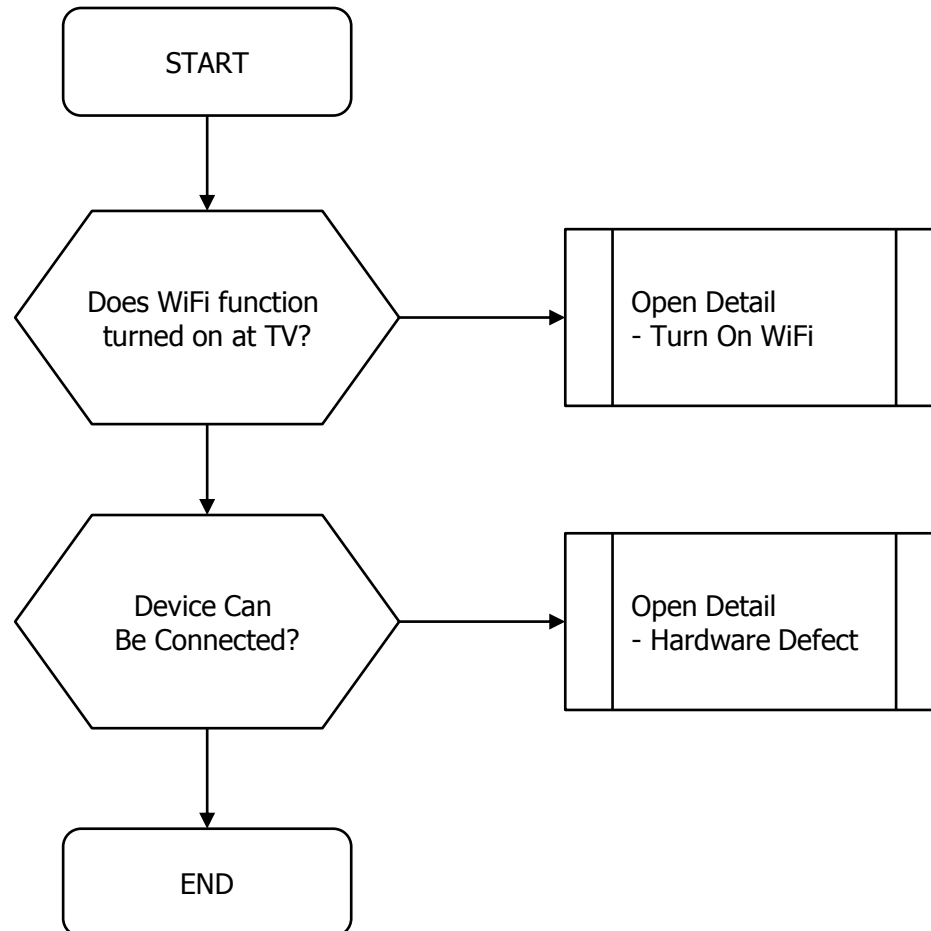 START
Does WiFi function
turned on at TV?
Open Detail
- Turn On WiFi
Device Can
Be Connected?
Open Detail
- Hardware Defect
END